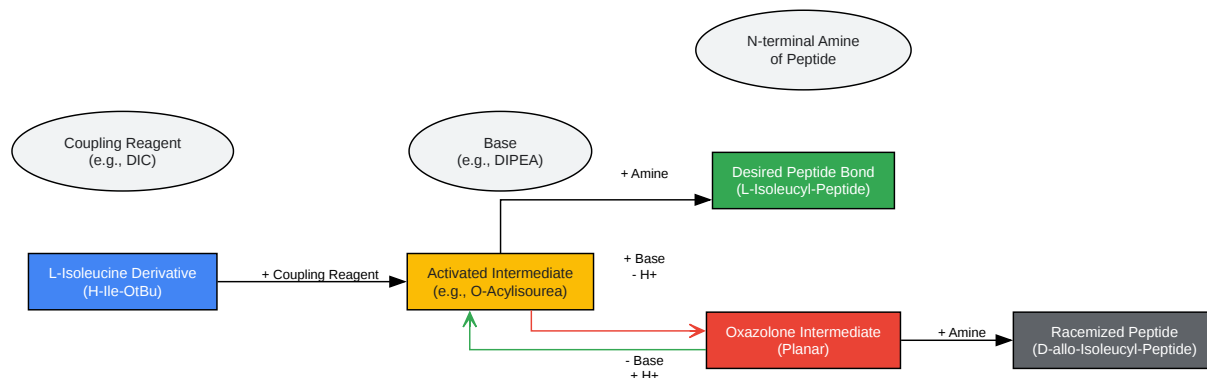 N-terminal Amine
of Peptide
Coupling Reagent
(e.g., DIC)
Base
(e.g., DIPEA)
+ Amine
Desired Peptide Bond
(L-Isoleucyl-Peptide)
L-Isoleucine Derivative
(H-Ile-OtBu)
+ Coupling Reagent
Activated Intermediate
(e.g., O-Acylisourea)
+ Base
- H+
Oxazolone Intermediate
(Planar)
+ Amine
Racemized Peptide
(D-allo-Isoleucyl-Peptide)
- Base
+ H+